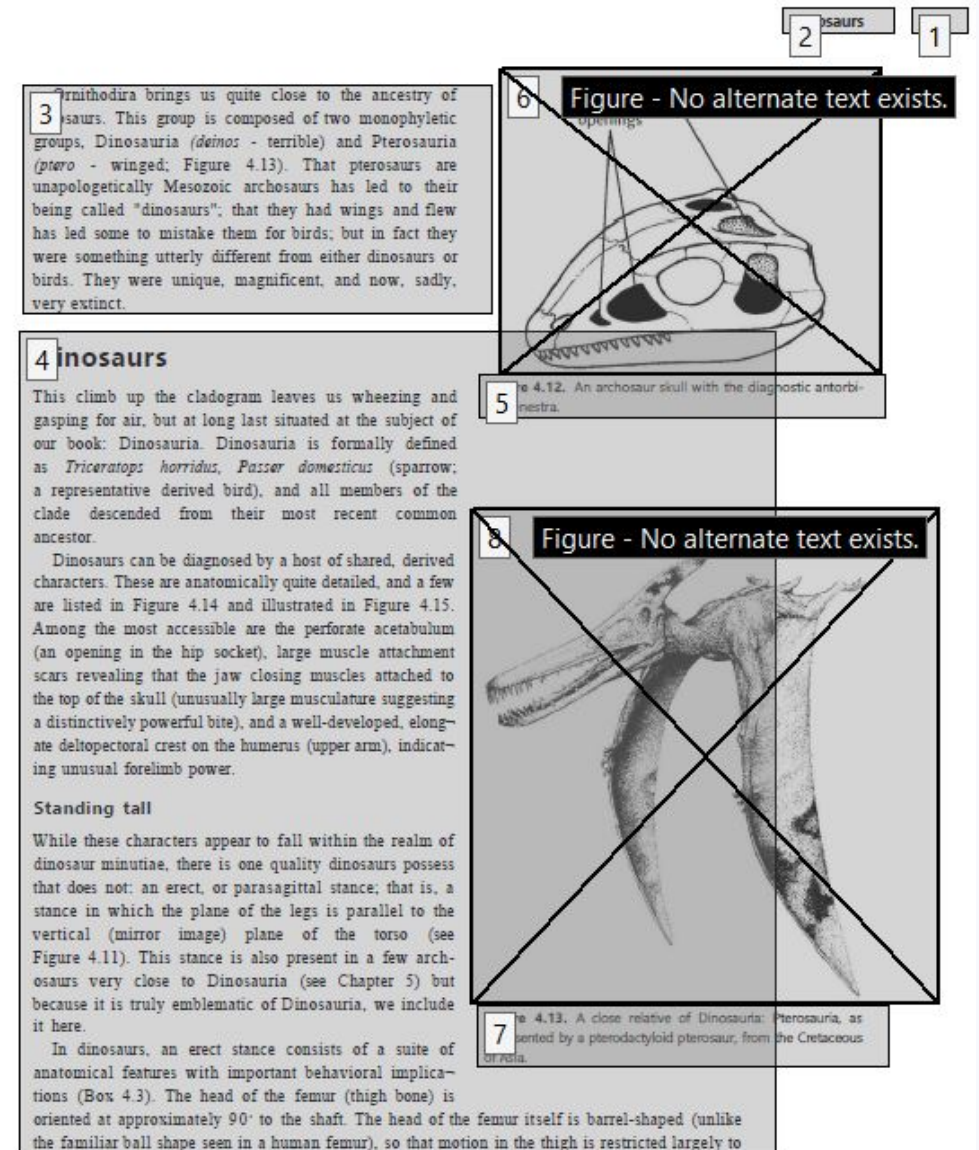 2
osaurs
1
3
Ornithodira brings us quite close to the ancestry of
osaurs. This group is composed of two monophyletic
groups, Dinosauria (deinos - terrible) and Pterosauria
(ptero - winged; Figure 4.13). That pterosaurs are
unapologetically Mesozoic archosaurs has led to their
being called "dinosaurs"; that they had wings and flew
has led some to mistake them for birds; but in fact they
were something utterly different from either dinosaurs or
birds. They were unique, magnificent, and now, sadly,
very extinct.
6
Figure - No alternate text exists.
openings
5
re 4.12. An archosaur skull with the diagnostic antorbi-
nestra.
4
inosaurs
This climb up the cladogram leaves us wheezing and
gasping for air, but at long last situated at the subject of
our book: Dinosauria. Dinosauria is formally defined
as Triceratops horridus, Passer domesticus (sparrow;
a representative derived bird), and all members of the
clade descended from their most recent common
ancestor.
Dinosaurs can be diagnosed by a host of shared, derived
characters. These are anatomically quite detailed, and a few
are listed in Figure 4.14 and illustrated in Figure 4.15.
Among the most accessible are the perforate acetabulum
(an opening in the hip socket), large muscle attachment
scars revealing that the jaw closing muscles attached to
the top of the skull (unusually large musculature suggesting
a distinctively powerful bite), and a well-developed, elong¬
ate deltopectoral crest on the humerus (upper arm), indicat¬
ing unusual forelimb power.
Standing tall
While these characters appear to fall within the realm of
dinosaur minutiae, there is one quality dinosaurs possess
that does not: an erect, or parasagittal stance; that is, a
stance in which the plane of the legs is parallel to the
vertical (mirror image) plane of the torso (see
Figure 4.11). This stance is also present in a few arch-
osaurs very close to Dinosauria (see Chapter 5) but
because it is truly emblematic of Dinosauria, we include
it here.
In dinosaurs, an erect stance consists of a suite of
anatomical features with important behavioral implica¬
tions (Box 4.3). The head of the femur (thigh bone) is
oriented at approximately 90° to the shaft. The head of the femur itself is barrel-shaped (unlike
the familiar ball shape seen in a human femur), so that motion in the thigh is restricted largely to
8
Figure - No alternate text exists.
7
re 4.13. A close relative of Dinosauria: Pterosauria, as
sented by a pterodactyloid pterosaur, from the Cretaceous
of Asia.